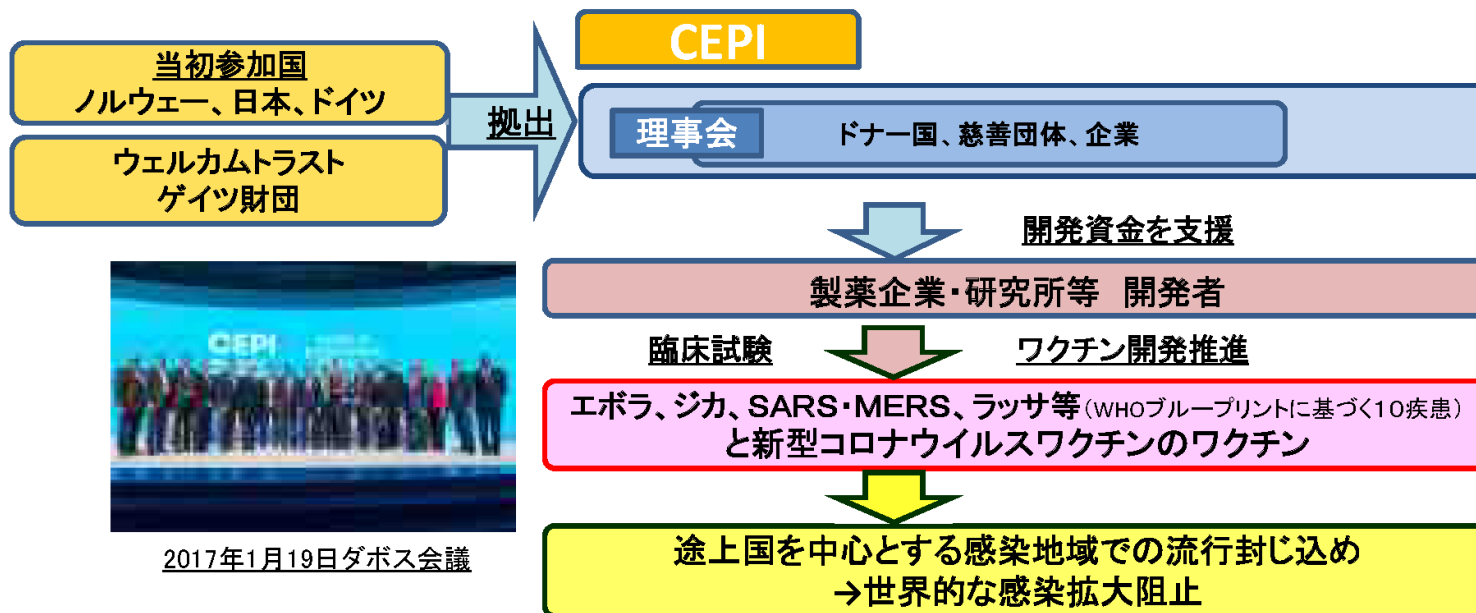 CEPI
当初参加国
ノルウェー、日本、ドイツ
ウェルカムトラスト
ゲイツ財団
拠出
理事会
ドナー国、慈善団体、企業
開発資金を支援
製薬企業・研究所等　開発者
臨床試験
ワクチン開発推進
エボラ、ジカ、SARS・MERS、ラッサ等(WHOブループリントに基づく１０疾患)
と新型コロナウイルスワクチンのワクチン
途上国を中心とする感染地域での流行封じ込め
→世界的な感染拡大阻止
CEPI
2017年1月19日ダボス会議